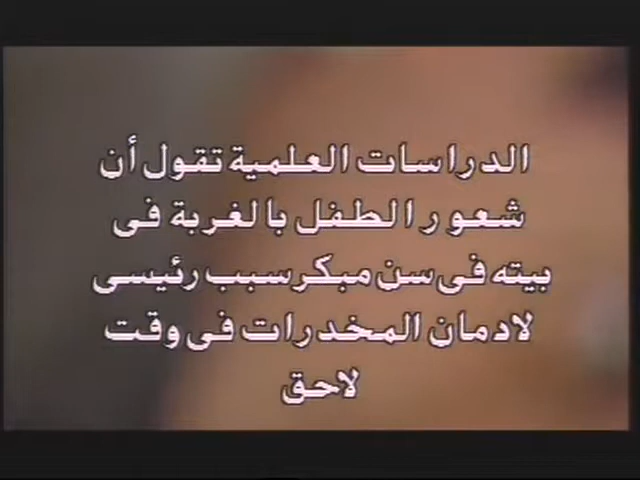 الدراسات العلمية تقول أن
شعور الطفل بالغربة فى
بيته فى سن مبكر سبب رئيسى
لادمان المخدرات فى وقت
لاحق